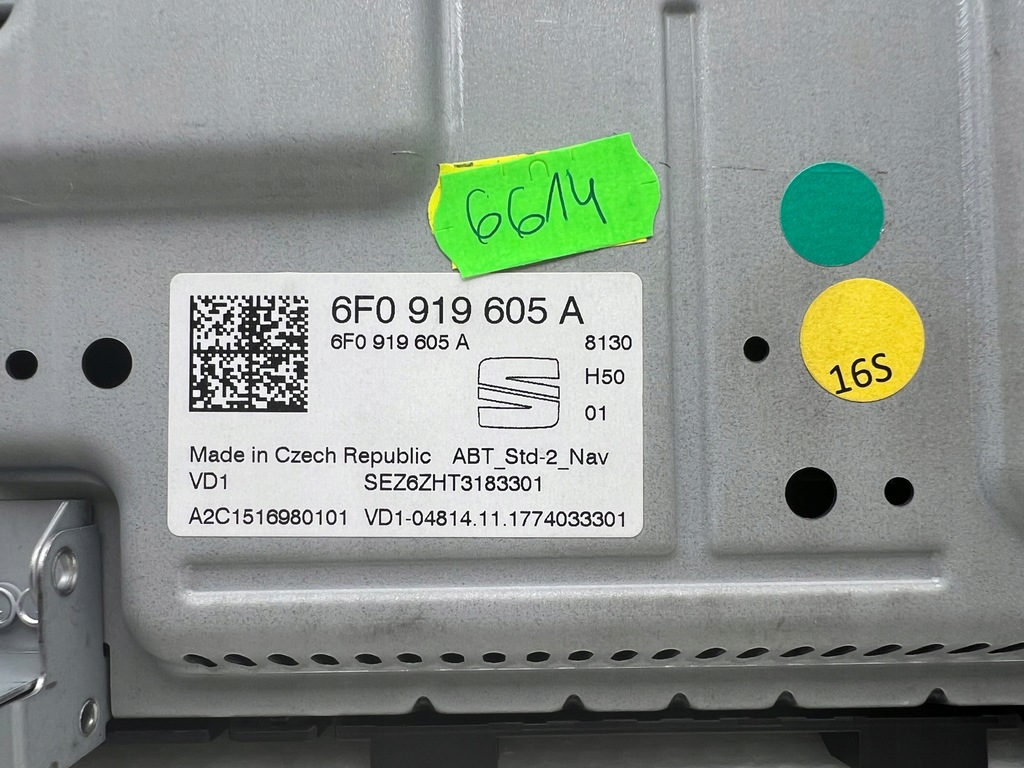 6614
6F0 919 605 A
6F0 919 605 A 8130
H50
01
Made in Czech Republic ABT_Std-2_Nav
VD1 SEZ6ZHT3183301
A2C1516980101 VD1-04814.11.1774033301
16S